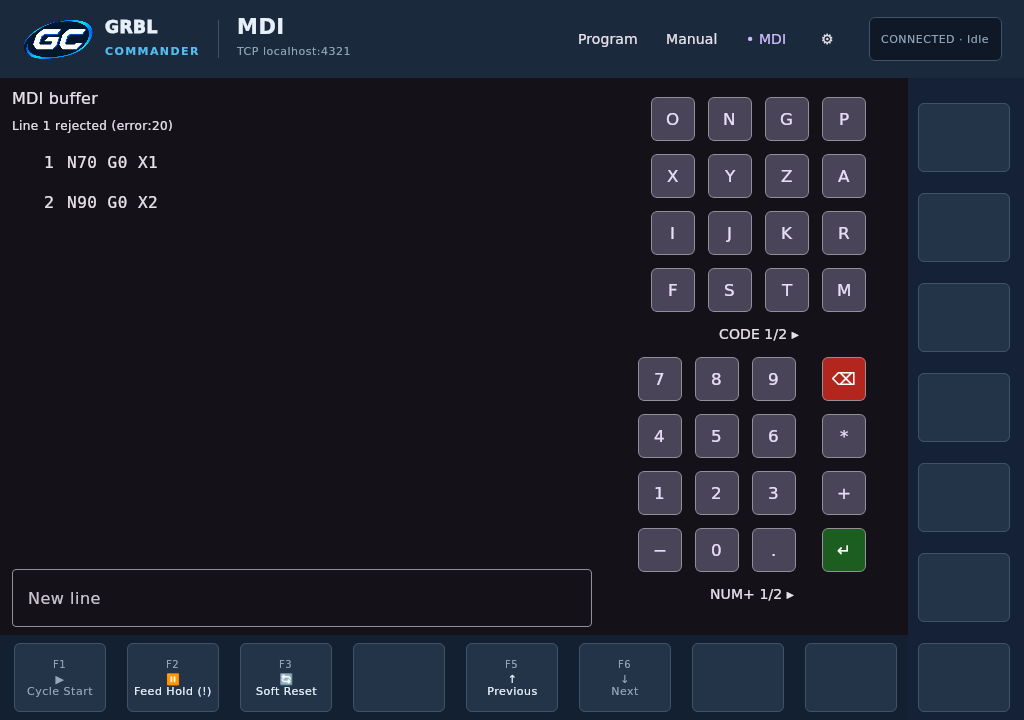 GC
GRBL
COMMANDER
MDI
TCP localhost:4321
Program
Manual
• MDI
⚙
CONNECTED · Idle
MDI buffer
Line 1 rejected (error:20)
1 N70 G0 X1
2 N90 G0 X2
New line
O N G P
X Y Z A
I J K R
F S T M
CODE 1/2 ▸
7 8 9 ⌫
4 5 6 *
1 2 3 +
− 0 . ↵
NUM+ 1/2 ▸
F1
▶
Cycle Start
F2
⏸
Feed Hold (!)
F3
🔄
Soft Reset
F5
↑
Previous
F6
↓
Next